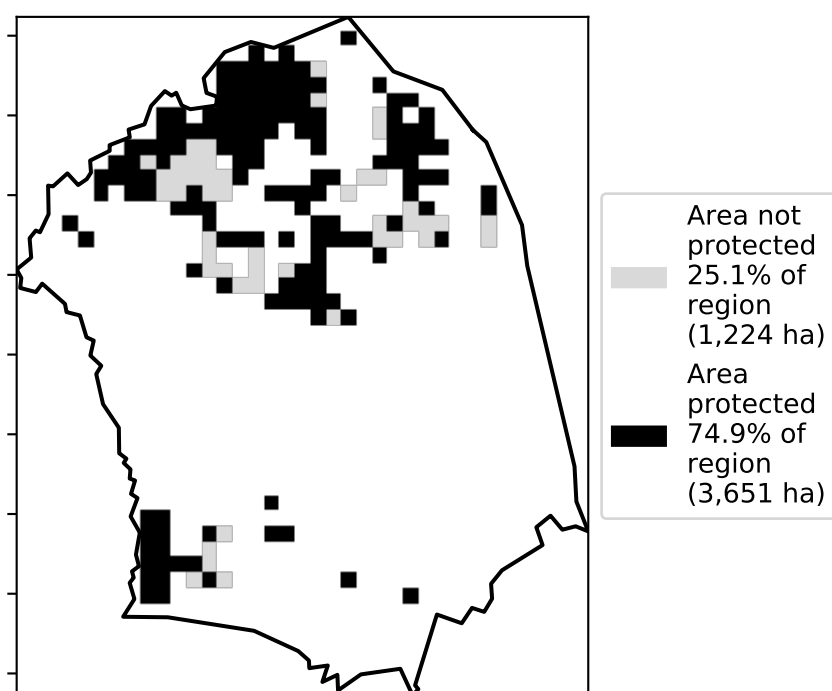 Area not
protected
25.1% of
region
(1,224 ha)
Area
protected
74.9% of
region
(3,651 ha)